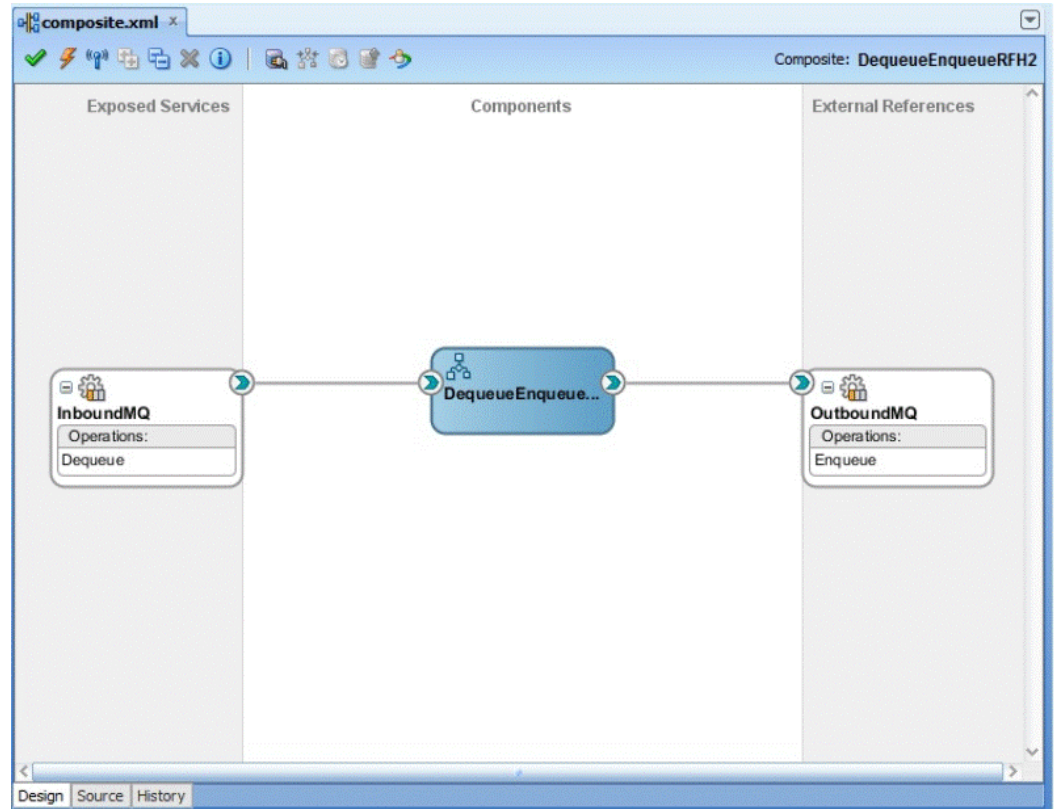 composite.xml
Composite: DequeueEnqueueRFH2
Exposed Services
Components
External References
InboundMQ
Operations:
Dequeue
DequeueEnqueue...
OutboundMQ
Operations:
Enqueue
Design Source History